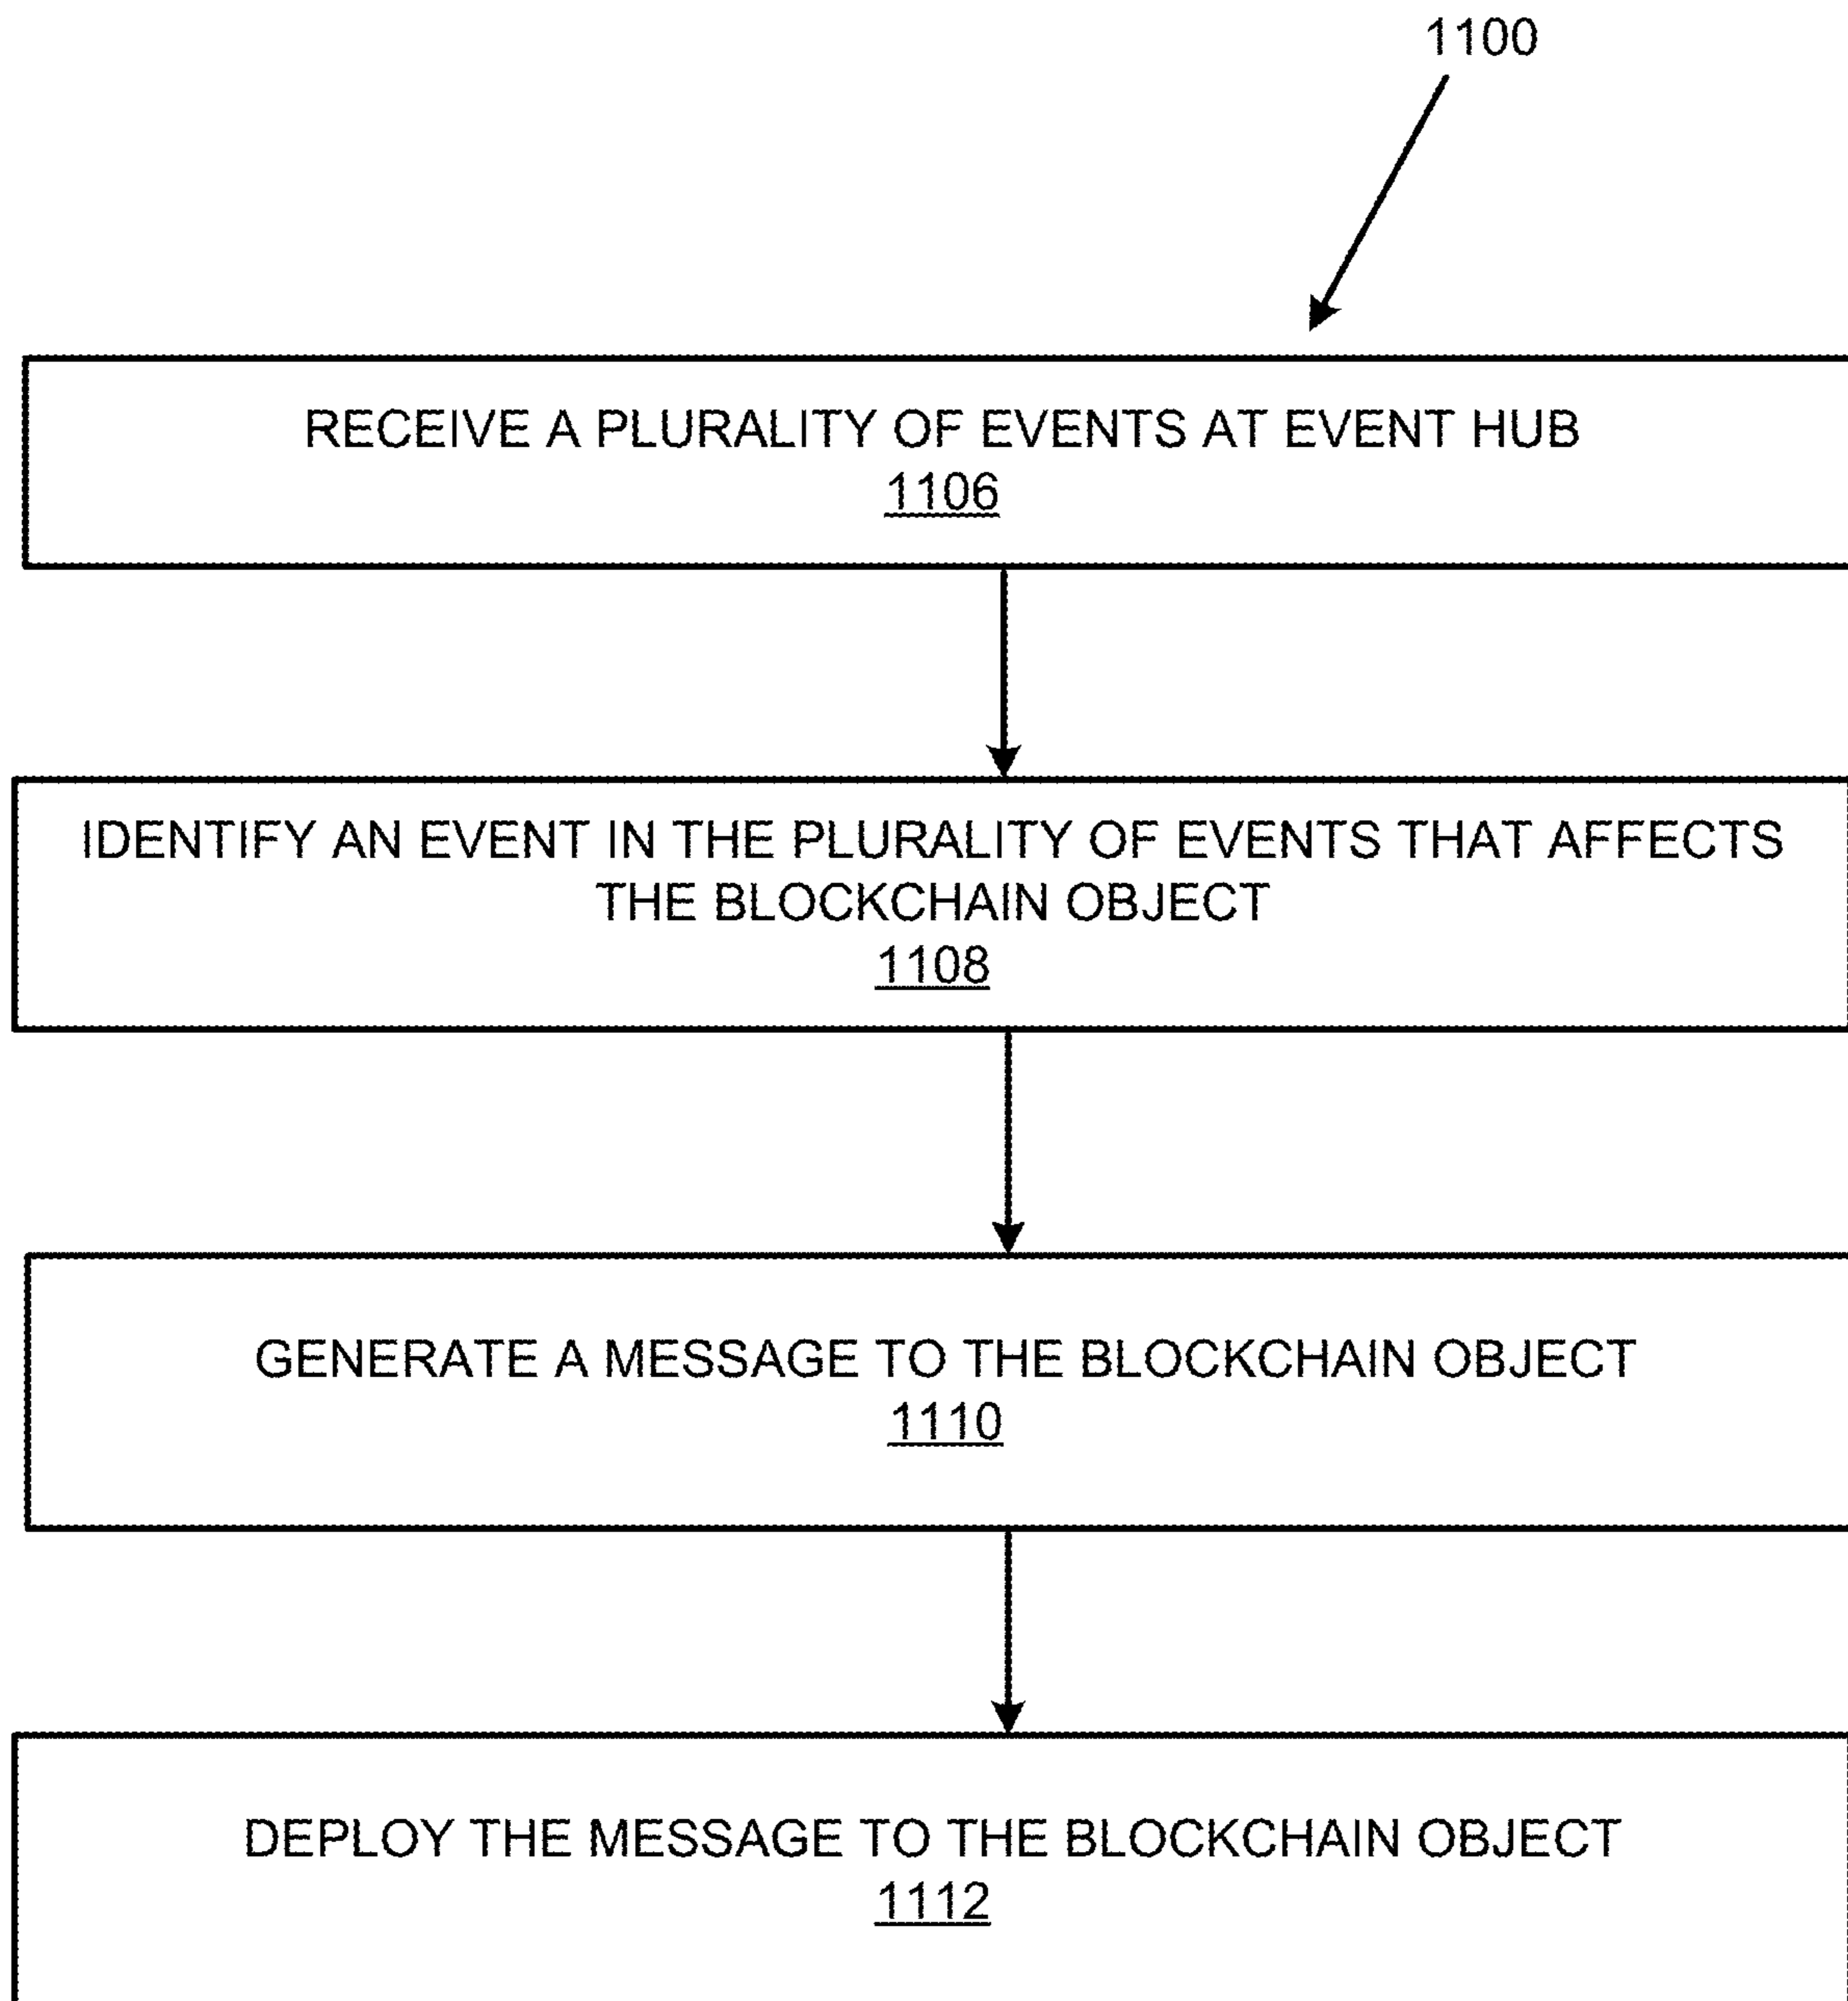 1100
RECEIVE A PLURALITY OF EVENTS AT EVENT HUB
1106
IDENTIFY AN EVENT IN THE PLURALITY OF EVENTS THAT AFFECTS
THE BLOCKCHAIN OBJECT
1108
GENERATE A MESSAGE TO THE BLOCKCHAIN OBJECT
1110
DEPLOY THE MESSAGE TO THE BLOCKCHAIN OBJECT
1112